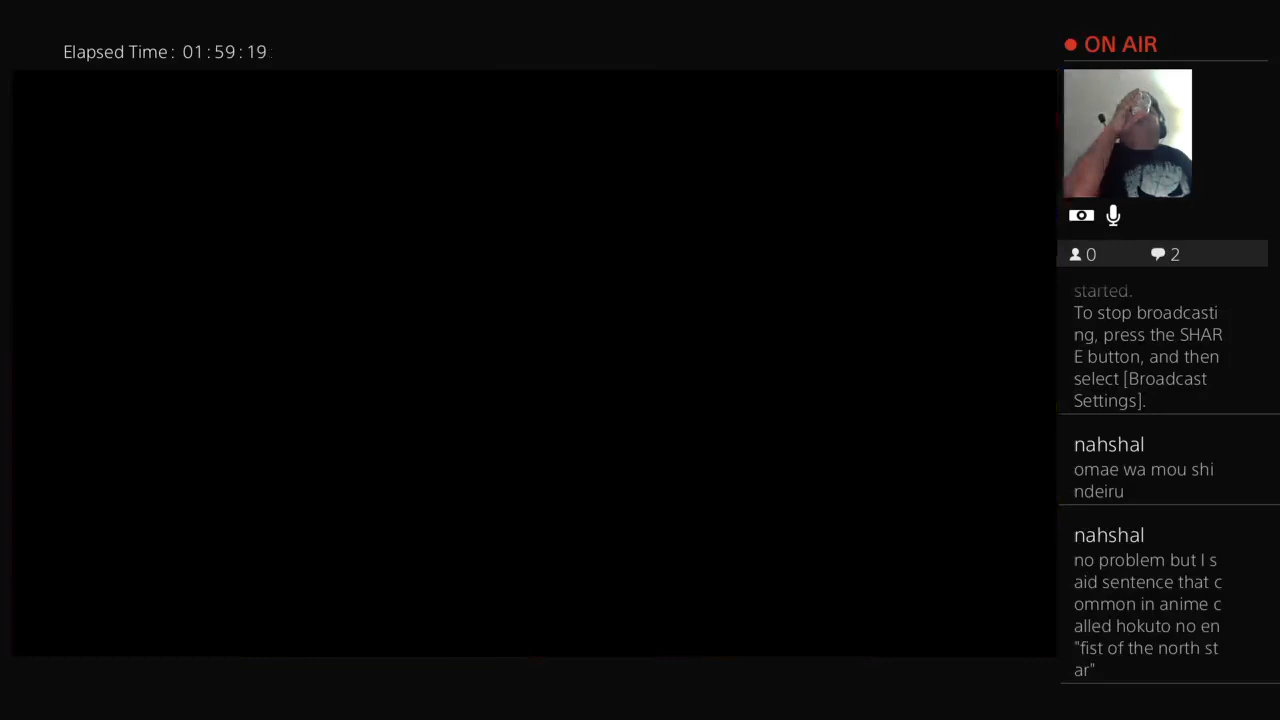 Elapsed Time: 01:59:19
ON AIR
0 2
started.
To stop broadcasti
ng, press the SHAR
E button, and then
select [Broadcast
Settings].
nahshal
omae wa mou shi
ndeiru
nahshal
no problem but I s
aid sentence that c
ommon in anime c
alled hokuto no en
"fist of the north st
ar"